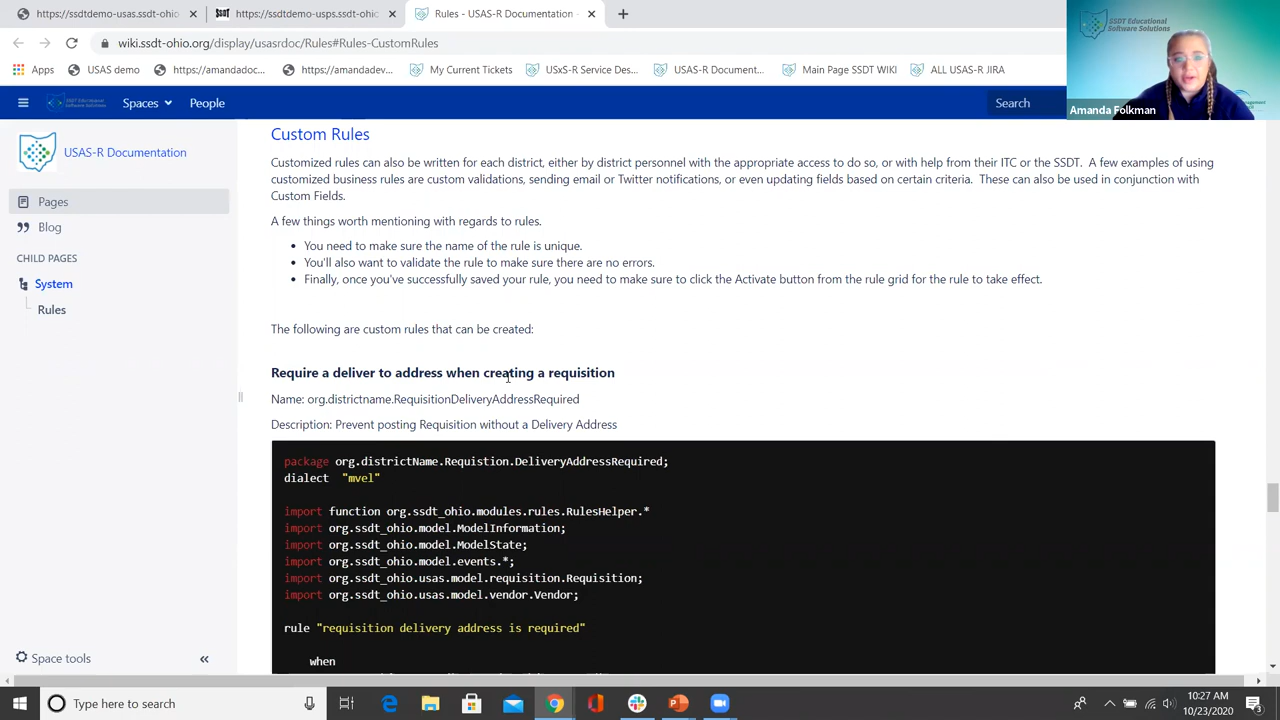 https://ssdtdemo-usas.ssdt-ohio
https://ssdtdemo-usps.ssdt-ohio
Rules - USAS-R Documentation -
wiki.ssdt-ohio.org/display/usasrdoc/Rules#Rules-CustomRules
Apps
USAS demo
https://amandadoc...
https://amandadev...
My Current Tickets
USxS-R Service Des...
USAS-R Document...
Main Page SSDT WIKI
ALL USAS-R JIRA
SSDT Educational
Software Solutions
Amanda Folkman
Spaces
People
Search
USAS-R Documentation
Pages
Blog
CHILD PAGES
System
Rules
Space tools
Custom Rules
Customized rules can also be written for each district, either by district personnel with the appropriate access to do so, or with help from their ITC or the SSDT. A few examples of using
customized business rules are custom validations, sending email or Twitter notifications, or even updating fields based on certain criteria. These can also be used in conjunction with
Custom Fields.
A few things worth mentioning with regards to rules.
You need to make sure the name of the rule is unique.
You'll also want to validate the rule to make sure there are no errors.
Finally, once you've successfully saved your rule, you need to make sure to click the Activate button from the rule grid for the rule to take effect.
The following are custom rules that can be created:
Require a deliver to address when creating a requisition
Name: org.districtname.RequisitionDeliveryAddressRequired
Description: Prevent posting Requisition without a Delivery Address
package org.districtName.Requistion.DeliveryAddressRequired;
dialect "mvel"
import function org.ssdt_ohio.modules.rules.RulesHelper.*
import org.ssdt_ohio.model.ModelInformation;
import org.ssdt_ohio.model.ModelState;
import org.ssdt_ohio.model.events.*;
import org.ssdt_ohio.usas.model.requisition.Requisition;
import org.ssdt_ohio.usas.model.vendor.Vendor;
rule "requisition delivery address is required"
when
Type here to search
10:27 AM
10/23/2020